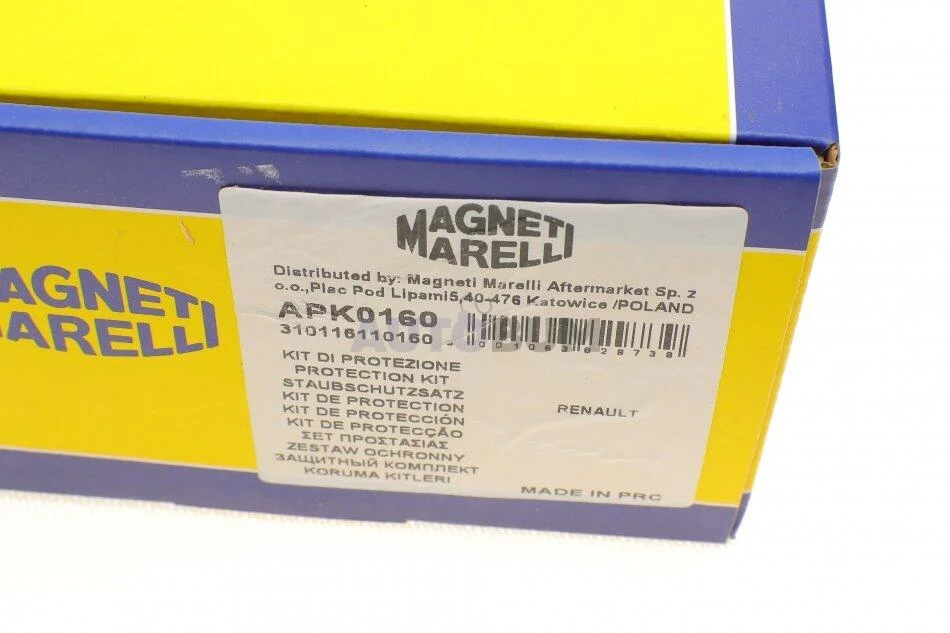 MAGNETI
MARELLI
MAGNETI
MARELLI
Distributed by: Magneti Marelli Aftermarket Sp. z
o.o.,Plac Pod Lipami5,40-476 Katowice /POLAND
APK0160
310116110160
KIT DI PROTEZIONE
PROTECTION KIT
STAUBSCHUTZSATZ
KIT DE PROTECTION
KIT DE PROTECCIÓN
KIT DE PROTECÇÃO
ΣΕΤ ΠΡΟΣΤΑΣΙΑΣ
ZESTAW OCHRONNY
ЗАЩИТНЫЙ КОМПЛЕКТ
KORUMA KITLERI
RENAULT
MADE IN PRC